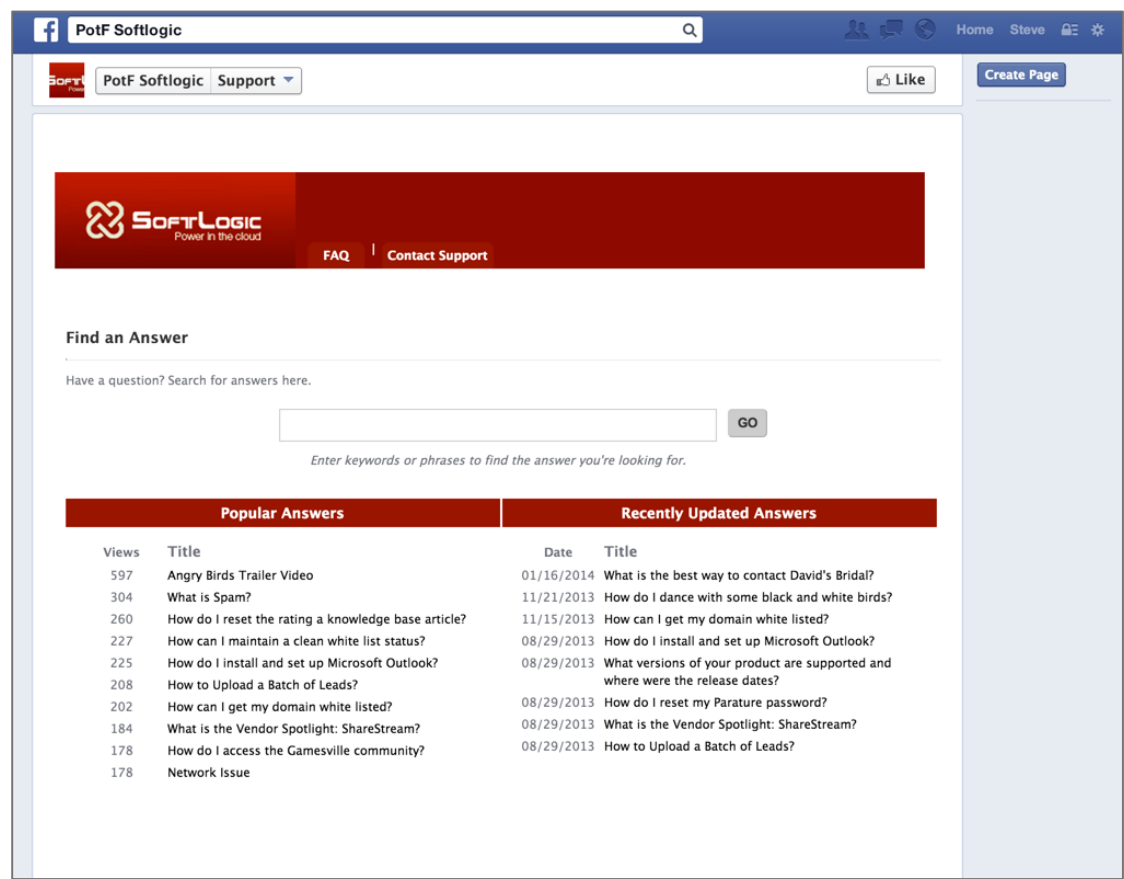 PotF Softlogic
Home Steve
PotF Softlogic Support
Like
Create Page
SOFTLOGIC
Power in the cloud
FAQ | Contact Support
Find an Answer
Have a question? Search for answers here.
GO
Enter keywords or phrases to find the answer you're looking for.
Popular Answers
Views Title
597 Angry Birds Trailer Video
304 What is Spam?
260 How do I reset the rating a knowledge base article?
227 How can I maintain a clean white list status?
225 How do I install and set up Microsoft Outlook?
208 How to Upload a Batch of Leads?
202 How can I get my domain white listed?
184 What is the Vendor Spotlight: ShareStream?
178 How do I access the Gamesville community?
178 Network Issue
Recently Updated Answers
Date Title
01/16/2014 What is the best way to contact David's Bridal?
11/21/2013 How do I dance with some black and white birds?
11/15/2013 How can I get my domain white listed?
08/29/2013 How do I install and set up Microsoft Outlook?
08/29/2013 What versions of your product are supported and
where were the release dates?
08/29/2013 How do I reset my Parature password?
08/29/2013 What is the Vendor Spotlight: ShareStream?
08/29/2013 How to Upload a Batch of Leads?